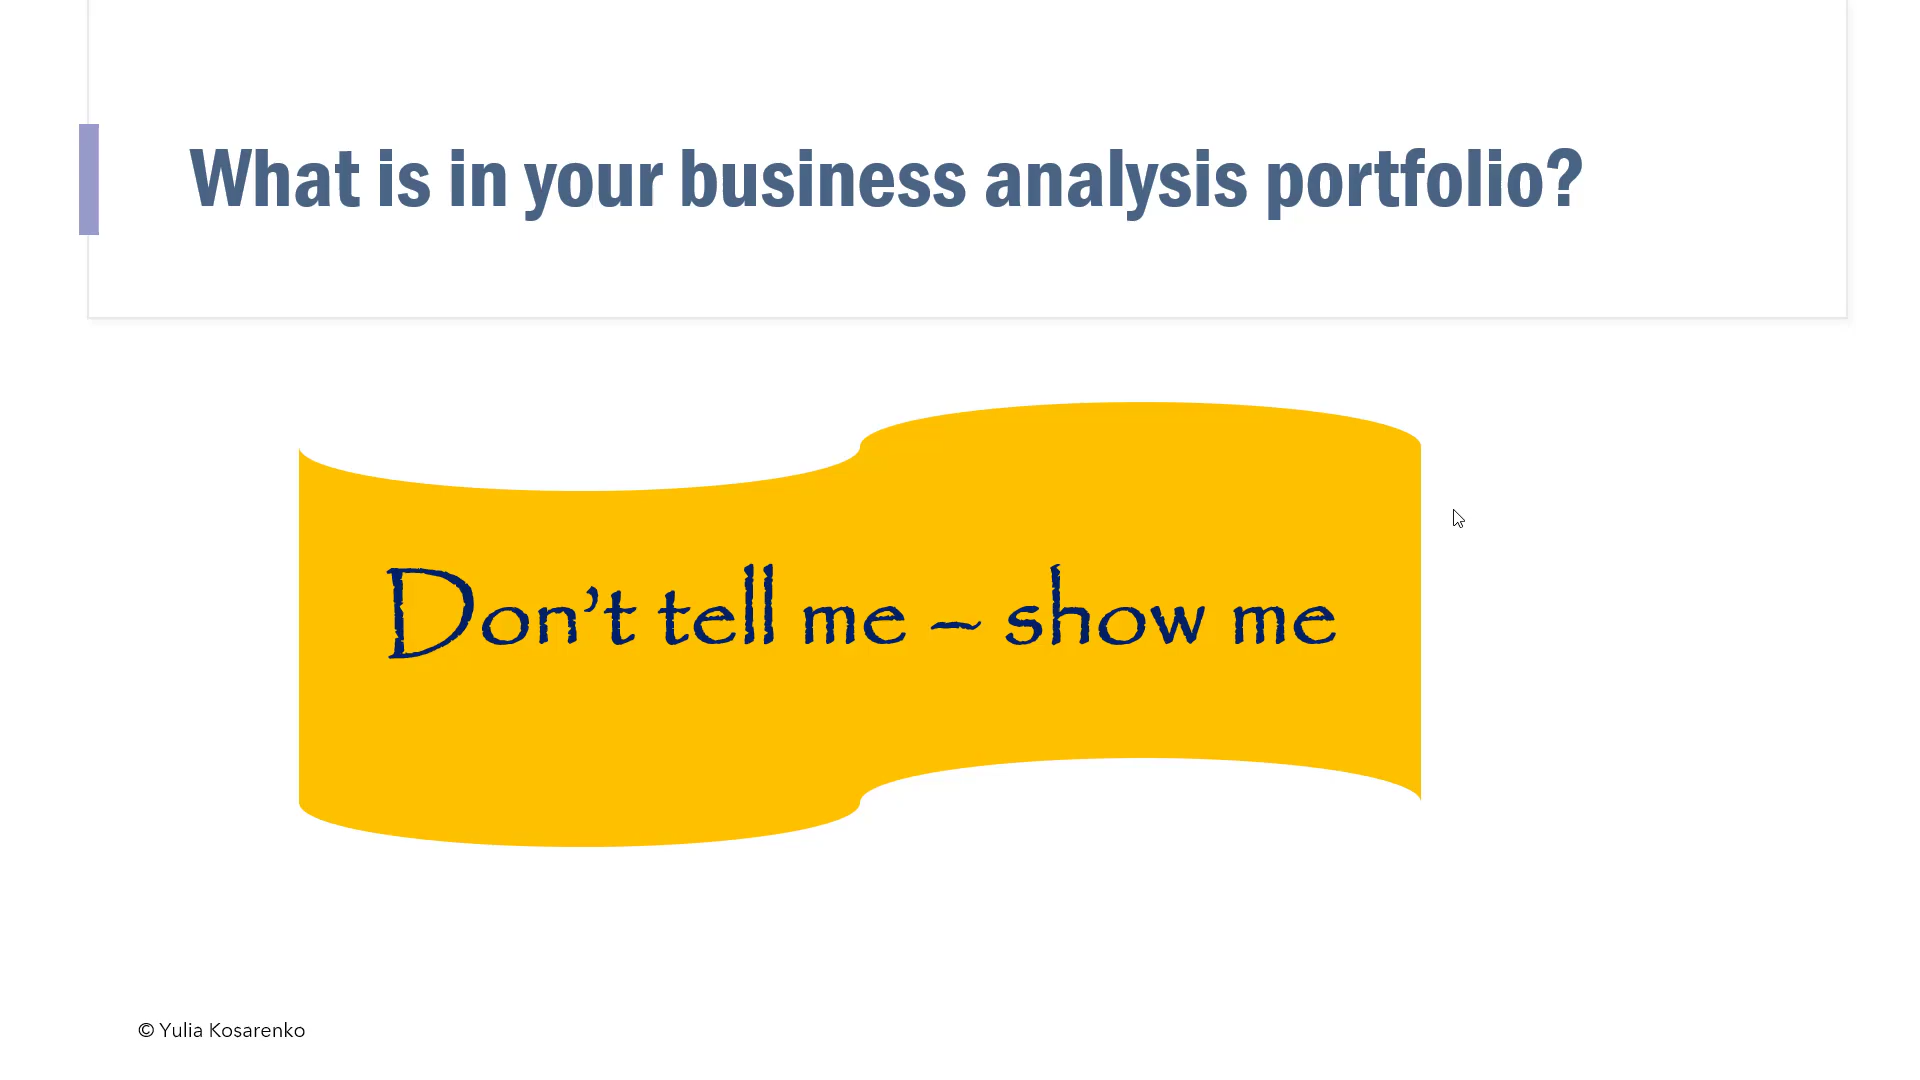 What is in your business analysis portfolio?
Don’t tell me – show me
© Yulia Kosarenko